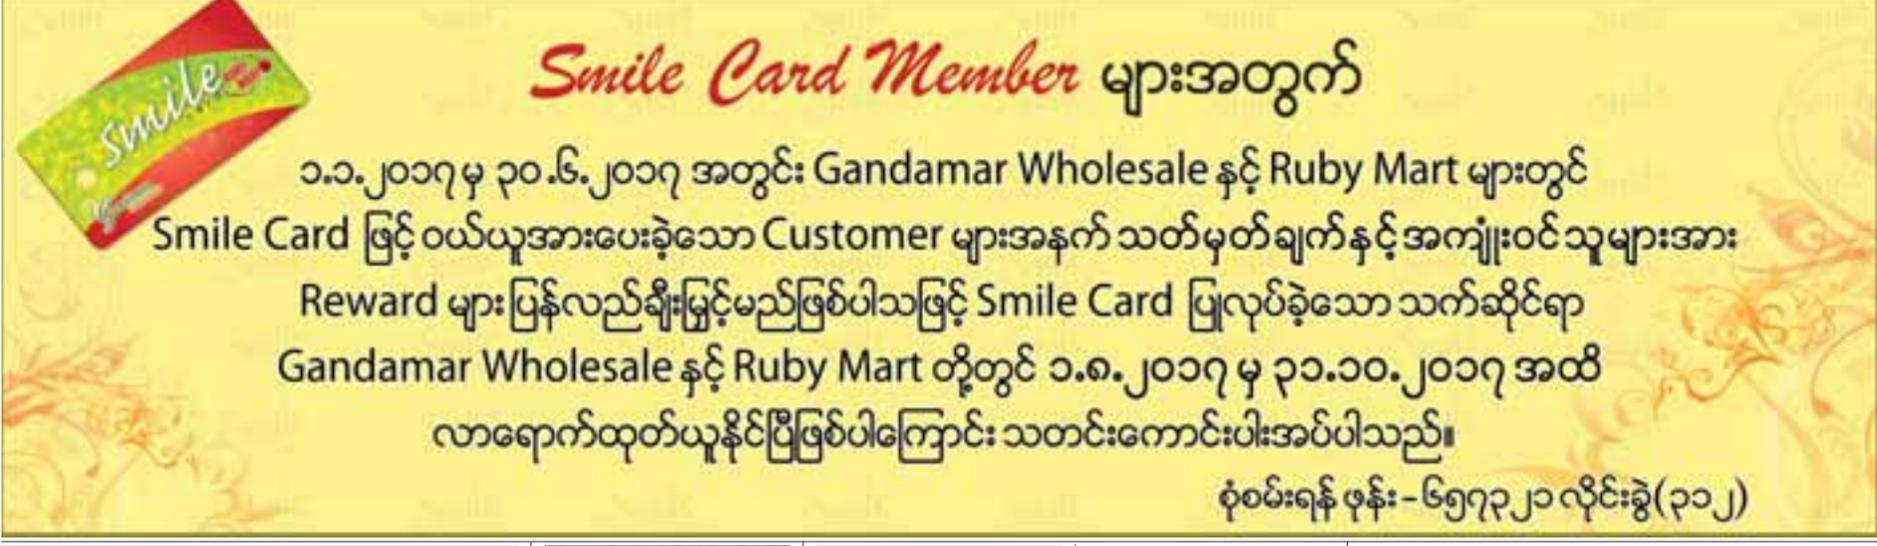 smile
Smile Card Member များအတွက်
၁.၁.၂၀၁၇ မှ ၃၀.၆.၂၀၁၇ အတွင်း Gandamar Wholesale နှင့် Ruby Mart များတွင်
Smile Card ဖြင့် ဝယ်ယူအားပေးခဲ့သော Customer များအနက် သတ်မှတ်ချက်နှင့် အကျုံးဝင်သူများအား
Reward များ ပြန်လည်ချီးမြှင့်မည်ဖြစ်ပါသဖြင့် Smile Card ပြုလုပ်ခဲ့သော သက်ဆိုင်ရာ
Gandamar Wholesale နှင့် Ruby Mart တို့တွင် ၁.၈.၂၀၁၇ မှ ၃၁.၁၀.၂၀၁၇ အထိ
လာရောက်ထုတ်ယူနိုင်ပြီဖြစ်ပါကြောင်း သတင်းကောင်းပါးအပ်ပါသည်။
စုံစမ်းရန် ဖုန်း - ၆၅၇၃၂၁ လိုင်းခွဲ (၃၁၂)